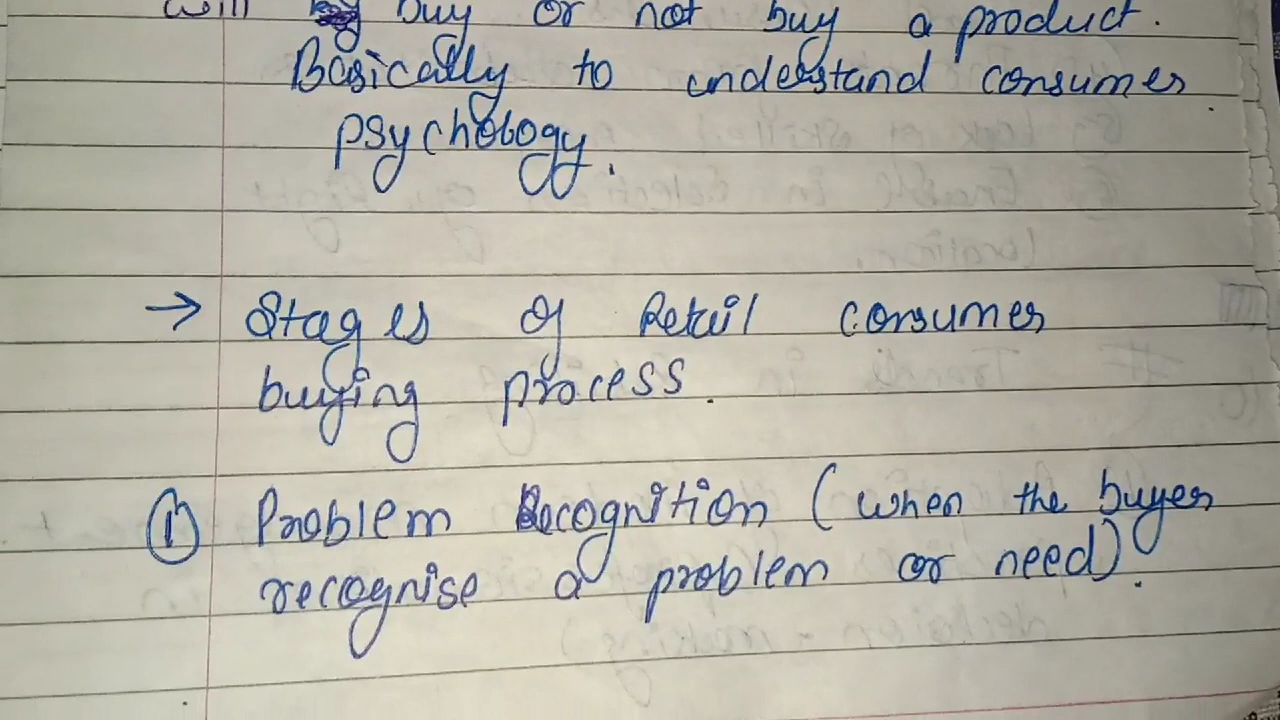 will buy or not buy a product.
Basically to understand consumer
psychology.
→ Stages of Retail consumer
buying process.
① Problem Recognition (when the buyer
recognise a problem or need).